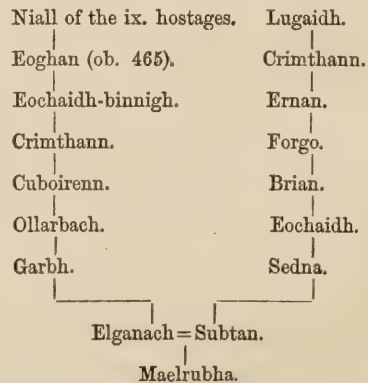 Niall of the ix. hostages. Lugaidh.
Eoghan (ob. 465). Crimthann.
Eochaidh-binnigh. Ernan.
Crimthann. Forgo.
Cuboirenn. Brian.
Ollarbach. Eochaidh.
Garbh. Sedna.
Elganach=Subtan.
Maelrubha.